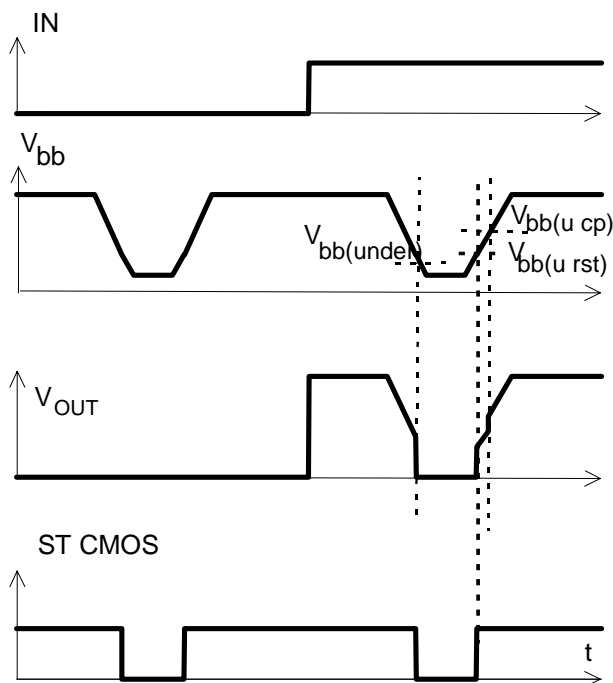 IN
Vbb
Vbb(under)
Vbb(u cp)
Vbb(u rst)
VOUT
ST CMOS
t